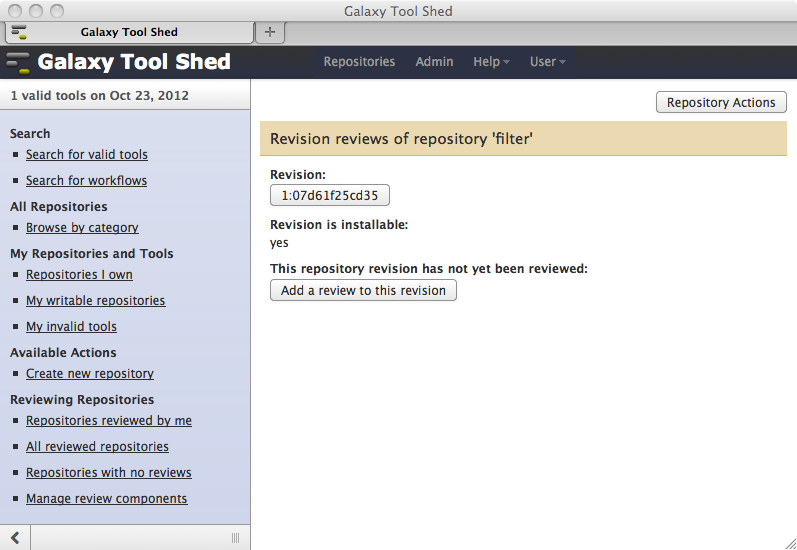 Galaxy Tool Shed
Galaxy Tool Shed
Galaxy Tool Shed
Repositories
Admin
Help
User
1 valid tools on Oct 23, 2012
Search
Search for valid tools
Search for workflows
All Repositories
Browse by category
My Repositories and Tools
Repositories I own
My writable repositories
My invalid tools
Available Actions
Create new repository
Reviewing Repositories
Repositories reviewed by me
All reviewed repositories
Repositories with no reviews
Manage review components
Repository Actions
Revision reviews of repository 'filter'
Revision:
1:07d61f25cd35
Revision is installable:
yes
This repository revision has not yet been reviewed:
Add a review to this revision